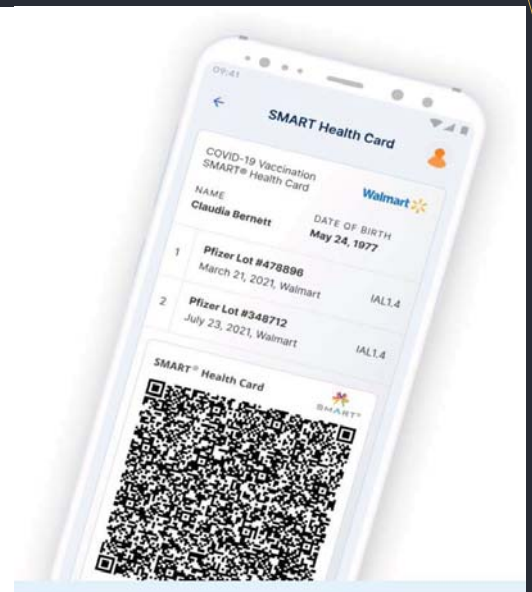 09:41
SMART Health Card
COVID-19 Vaccination
SMART® Health Card
Walmart
NAME
Claudia Bernett
DATE OF BIRTH
May 24, 1977
1
Pfizer Lot #478896
March 21, 2021, Walmart
IAL1.4
2
Pfizer Lot #348712
July 23, 2021, Walmart
IAL1.4
SMART® Health Card
SMART®